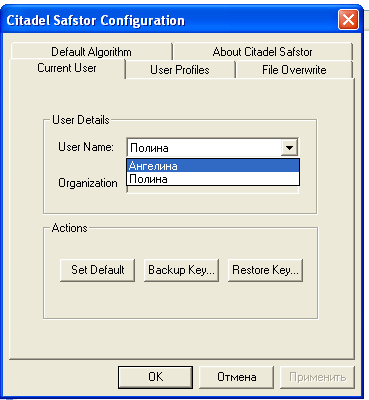 Citadel Safstor Configuration
Default Algorithm About Citadel Safstor
Current User User Profiles File Overwrite
User Details
User Name: Полина
Ангелина
Полина
Organization
Actions
Set Default Backup Key... Restore Key...
OK Отмена Применить